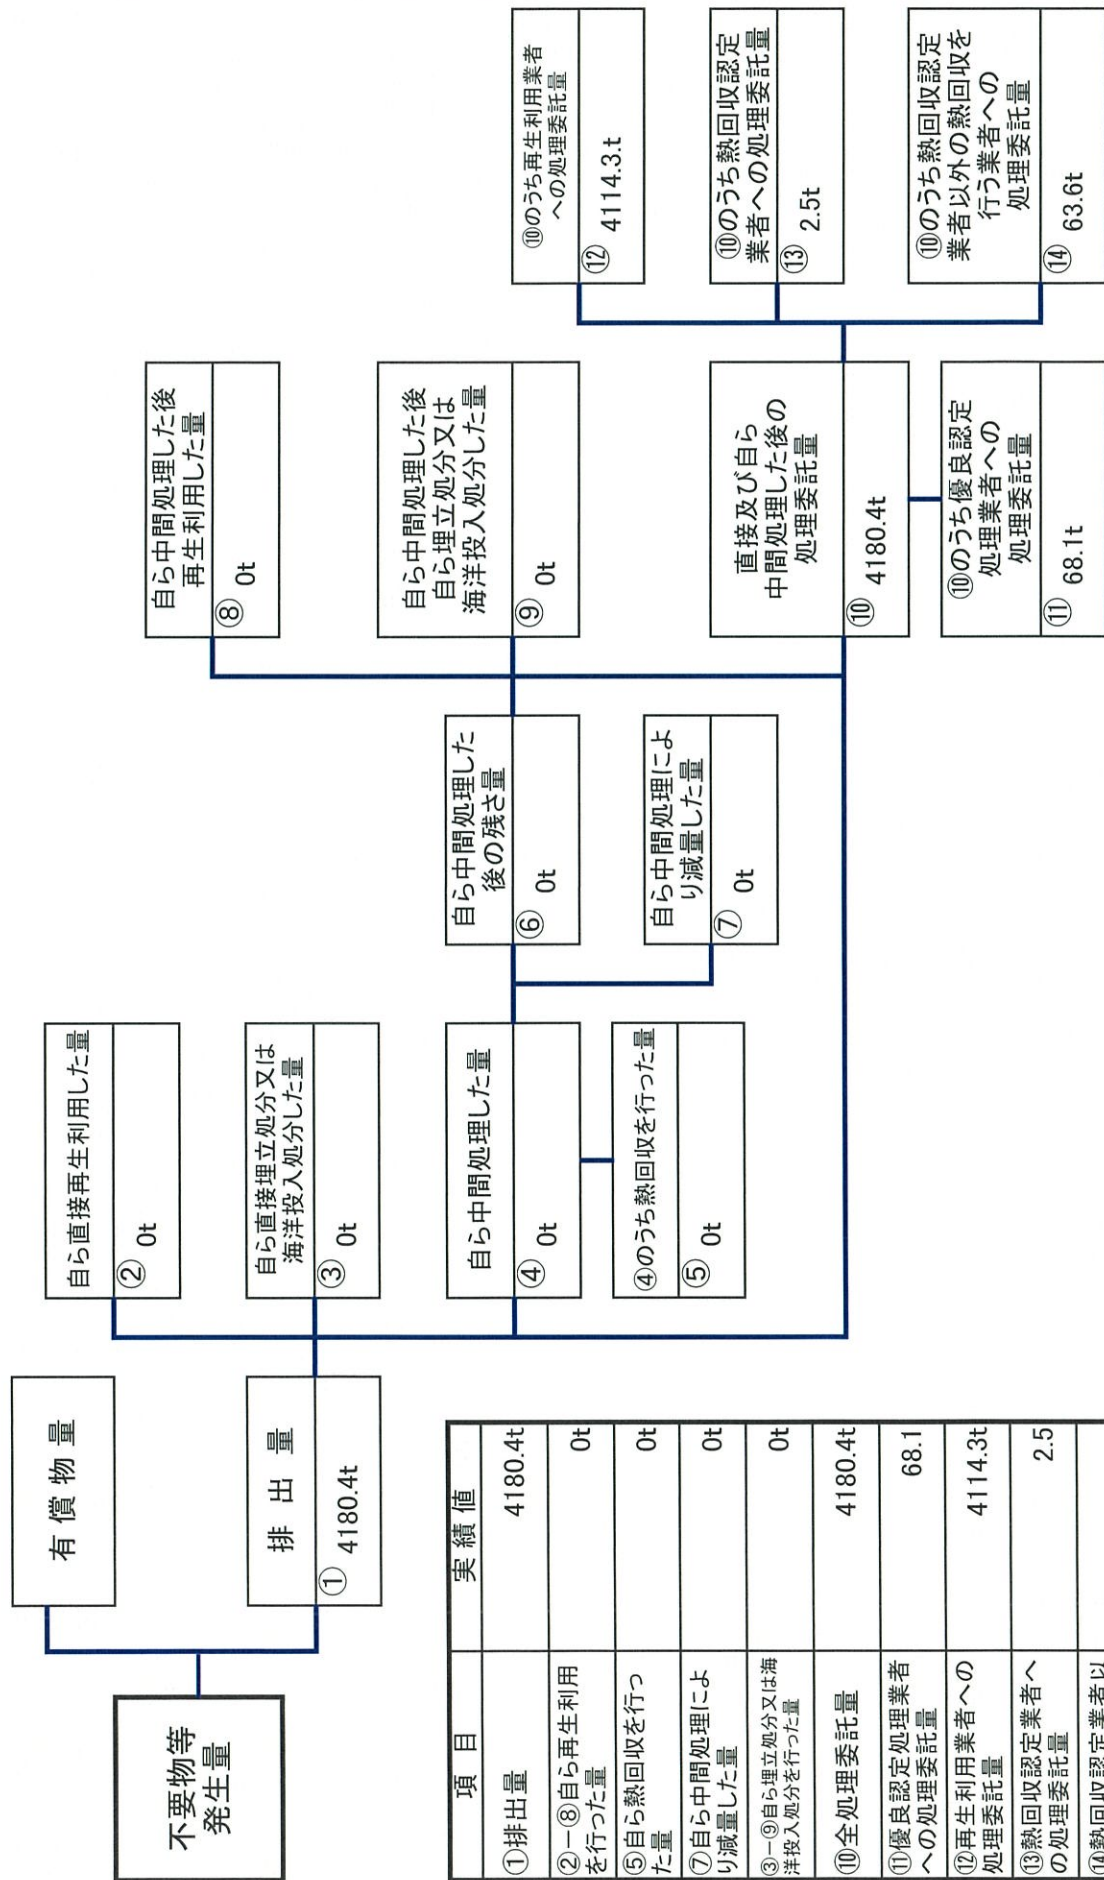 不要物等
発生量
有償物量
排出量
① 4180.4t
自ら直接再生利用した量
② 0t
自ら直接埋立処分又は
海洋投入処分した量
③ 0t
自ら中間処理した量
④ 0t
④のうち熱回収を行った量
⑤ 0t
自ら中間処理した
後の残さ量
⑥ 0t
自ら中間処理によ
り減量した量
⑦ 0t
自ら中間処理した後
再生利用した量
⑧ 0t
自ら中間処理した後
自ら埋立処分又は
海洋投入処分した量
⑨ 0t
直接及び自ら
中間処理した後の
処理委託量
⑩ 4180.4t
⑩のうち優良認定
処理業者への
処理委託量
⑪ 68.1t
⑩のうち再生利用業者
への処理委託量
⑫ 4114.3.t
⑩のうち熱回収認定
業者への処理委託量
⑬ 2.5t
⑩のうち熱回収認定
業者以外の熱回収を
行う業者への
処理委託量
⑭ 63.6t
項目 実績値
①排出量 4180.4t
②-⑧自ら再生利用
を行った量 0t
⑤自ら熱回収を行っ
た量 0t
⑦自ら中間処理によ
り減量した量 0t
③-⑨自ら埋立処分又は海
洋投入処分を行った量 0t
⑩全処理委託量 4180.4t
⑪優良認定処理業者
への処理委託量 68.1
⑫再生利用業者への
処理委託量 4114.3t
⑬熱回収認定業者へ
の処理委託量 2.5
⑭熱回収認定業者以